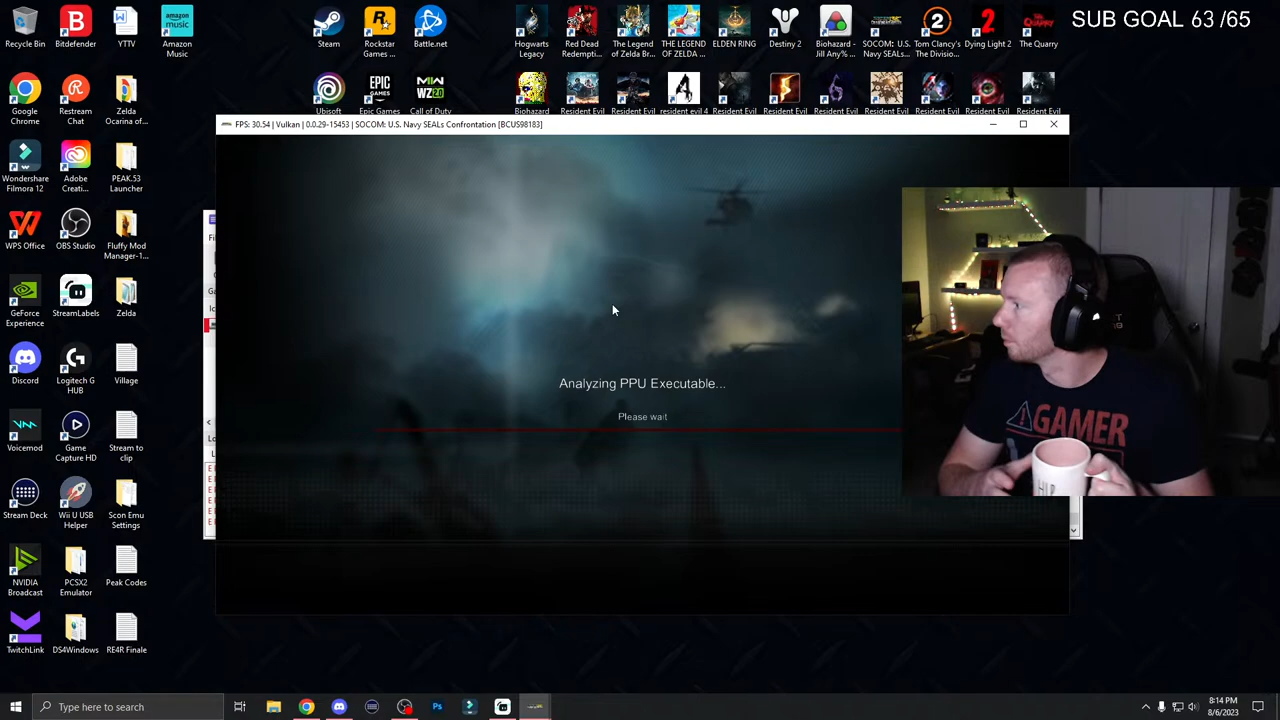 SUB GOAL 63 /65
Recycle Bin
Bitdefender
YTTV
Amazon
Music
Steam
Rockstar
Games ...
Battle.net
Hogwarts
Legacy
Red Dead
Redempti...
The Legend
of Zelda Br...
THE LEGEND
OF ZELDA ...
ELDEN RING
Destiny 2
Biohazard -
Jill Any% ...
SOCOM: U.S.
Navy SEALs...
Tom Clancy's
The Divisio...
Dying Light 2
The Quarry
Google
Chrome
Restream
Chat
Zelda
Ocarina of...
Ubisoft
Epic Games
Call of Duty
Biohazard
Resident Evil
Resident Evil
resident evil 4
Resident Evil
Resident Evil
Resident Evil
Resident Evil
Resident Evil
Resident Evil
Resident Evil
FPS: 30.54 | Vulkan | 0.0.29-15453 | SOCOM: U.S. Navy SEALs Confrontation [BCUS98183]
Wondershare
Filmora 12
Adobe
Creati...
PEAK.53
Launcher
WPS Office
OBS Studio
Fluffy Mod
Manager-1...
GeForce
Experience
StreamLabels
Zelda
Discord
Logitech G
HUB
Village
Analyzing PPU Executable...
Please wait
GAMER
Voicemod
Game
Capture HD
Stream to
clip
Stream Deck
Wii U USB
Helper
Scon Emu
Settings
NVIDIA
Broadcast
PCSX2
Emulator
Peak Codes
TwitchLink
DS4Windows
RE4R Finale
Type here to search
8:14 PM
8/6/2023